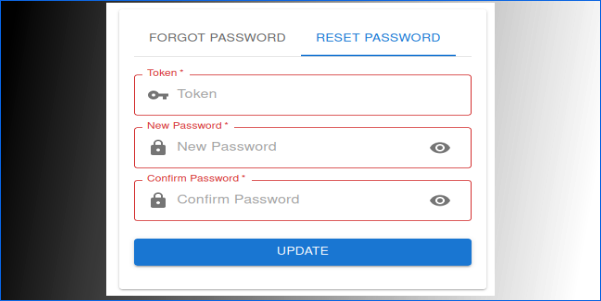 FORGOT PASSWORD RESET PASSWORD
Token *
Token
New Password *
New Password
Confirm Password *
Confirm Password
UPDATE